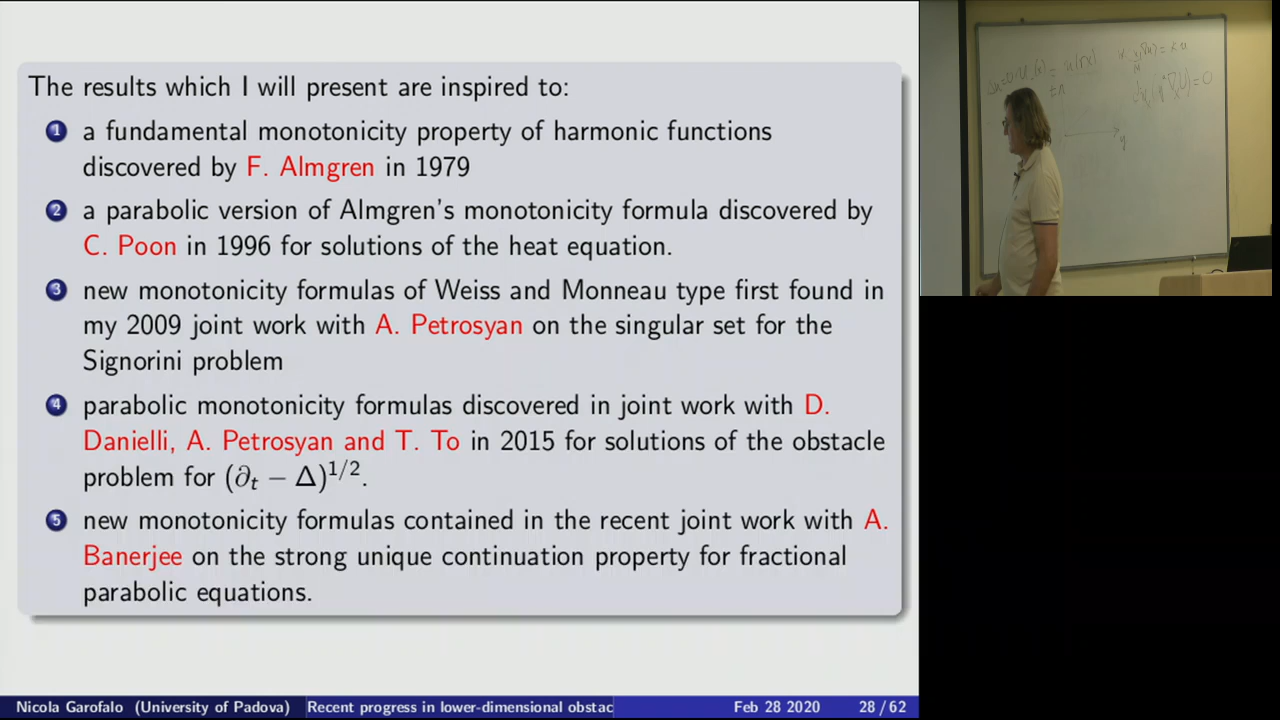 The results which I will present are inspired to:
1 a fundamental monotonicity property of harmonic functions
discovered by F. Almgren in 1979
2 a parabolic version of Almgren's monotonicity formula discovered by
C. Poon in 1996 for solutions of the heat equation.
3 new monotonicity formulas of Weiss and Monneau type first found in
my 2009 joint work with A. Petrosyan on the singular set for the
Signorini problem
4 parabolic monotonicity formulas discovered in joint work with D.
Danielli, A. Petrosyan and T. To in 2015 for solutions of the obstacle
problem for (∂t − Δ)^1/2.
5 new monotonicity formulas contained in the recent joint work with A.
Banerjee on the strong unique continuation property for fractional
parabolic equations.
Nicola Garofalo (University of Padova) Recent progress in lower-dimensional obstac Feb 28 2020 28 / 62
y